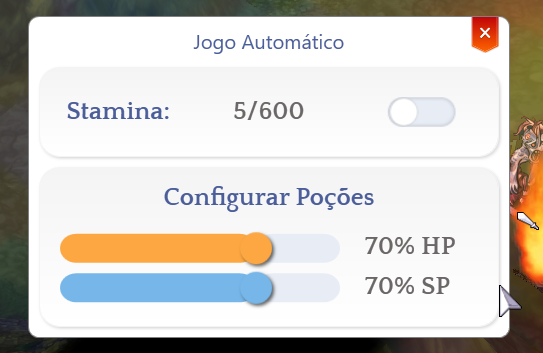 Jogo Automático
Stamina: 5/600
Configurar Poções
70% HP
70% SP